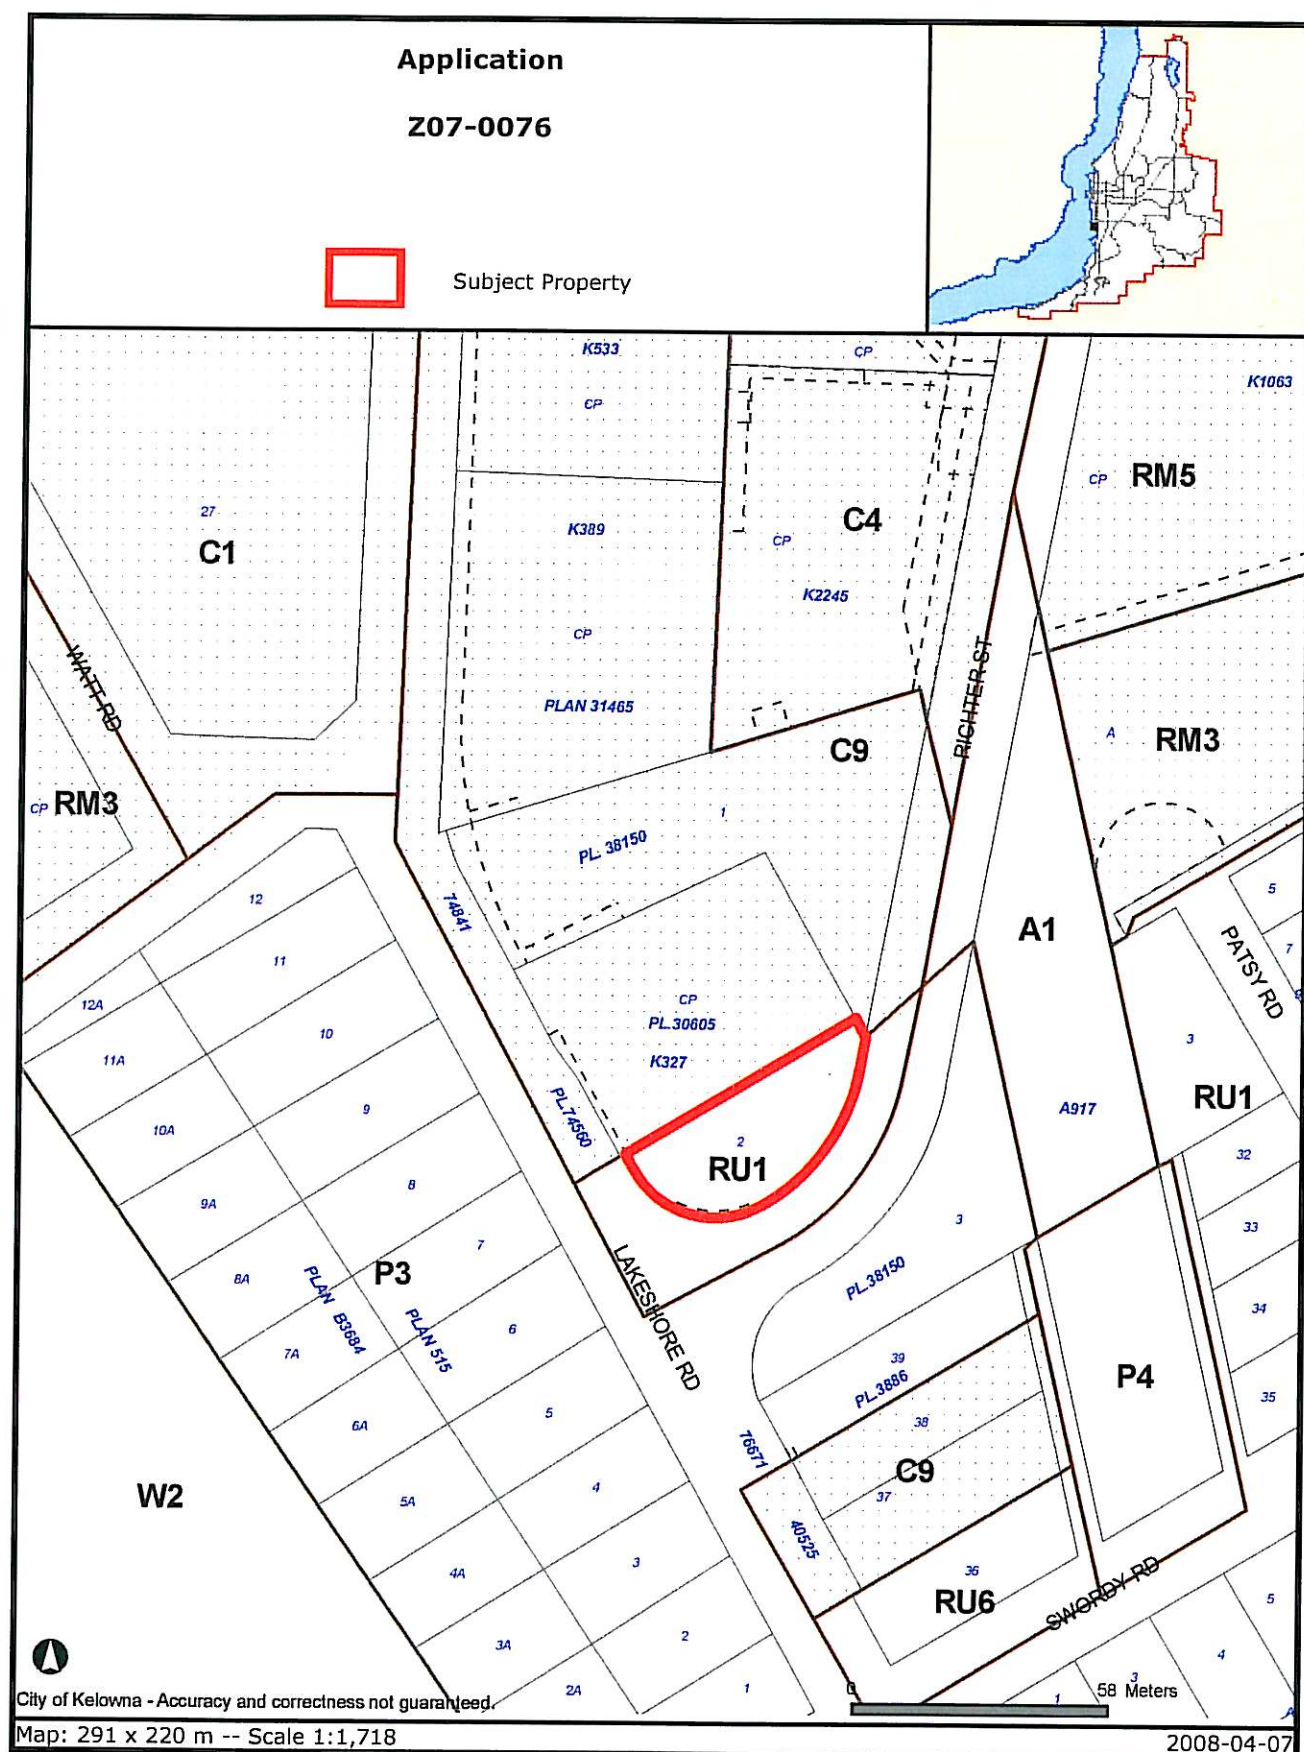 Application
Z07-0076
Subject Property
K533
CP
K1063
CP
CP
RM5
27
C1
K389
C4
CP
K2245
CP
WATT RD
PLAN 31465
RICHTER ST
C9
A
RM3
CP
RM3
1
PL. 38150
12
74841
A1
5
11
PATSY RD
7
12A
CP
10
PL.30605
3
11A
K327
RU1
9
PL.74560
A917
10A
2
RU1
32
8
9A
3
33
7
P3
8A
PLAN B3684
LAKESHORE RD
PL.38150
34
PLAN 515
6
7A
39
P4
PL.3886
35
5
38
6A
76671
C9
W2
4
37
5A
40525
3
36
4A
RU6
SWORDY RD
5
2
3A
4
3
1
2A
1
0
58 Meters
City of Kelowna - Accuracy and correctness not guaranteed.
Map: 291 x 220 m -- Scale 1:1,718
2008-04-07